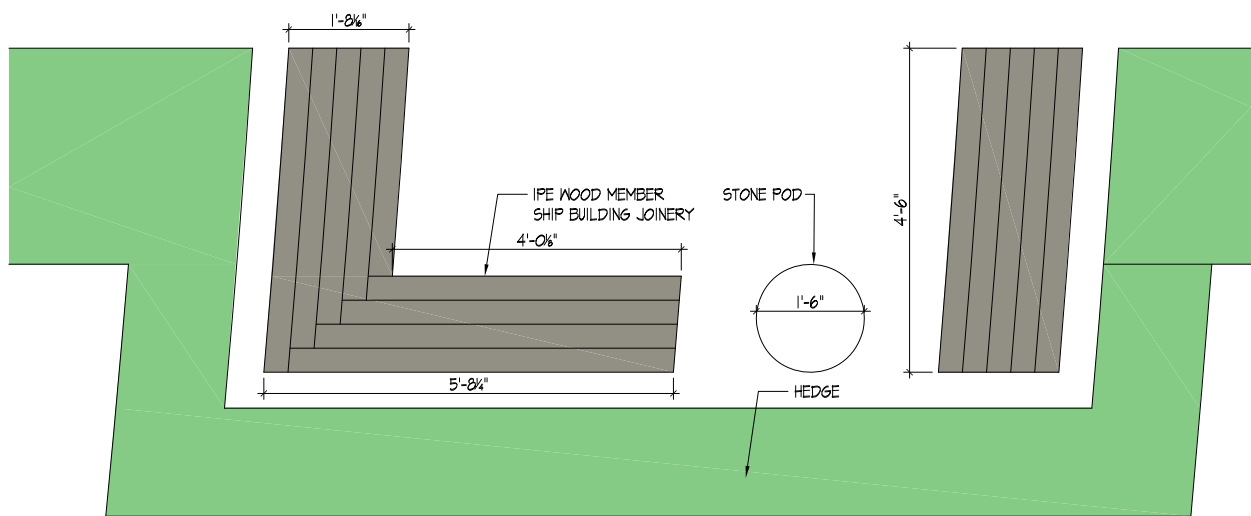 1'-8⅛"
IPE WOOD MEMBER
SHIP BUILDING JOINERY
STONE POD
4'-6"
4'-0⅛"
1'-6"
5'-8¼"
HEDGE